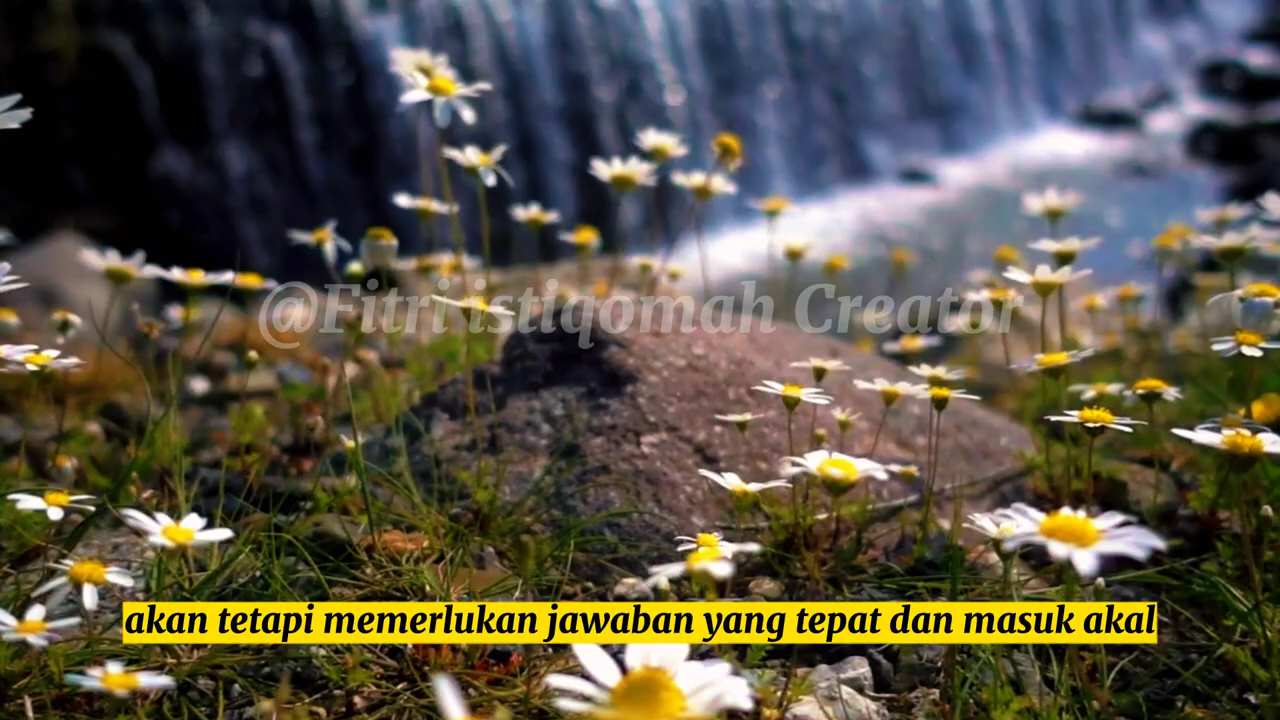 @Fitri istiqomah Creator
akan tetapi memerlukan jawaban yang tepat dan masuk akal